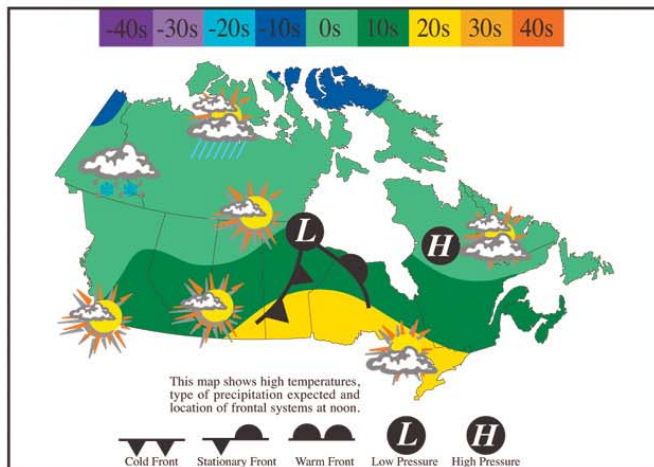 -40s -30s -20s -10s 0s 10s 20s 30s 40s
L
H
This map shows high temperatures,
type of precipitation expected and
location of frontal systems at noon.
L H
Cold Front Stationary Front Warm Front Low Pressure High Pressure